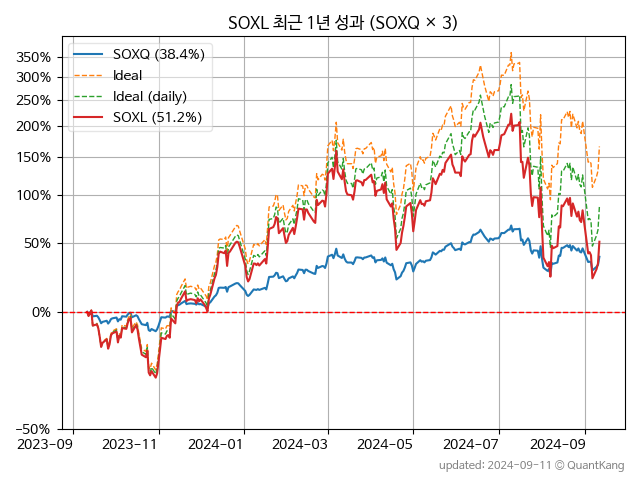 SOXL 최근 1년 성과 (SOXQ × 3)
SOXQ (38.4%)
Ideal
Ideal (daily)
SOXL (51.2%)
350%
300%
250%
200%
150%
100%
50%
0%
−50%
2023-09 2023-11 2024-01 2024-03 2024-05 2024-07 2024-09
updated: 2024-09-11 © QuantKang